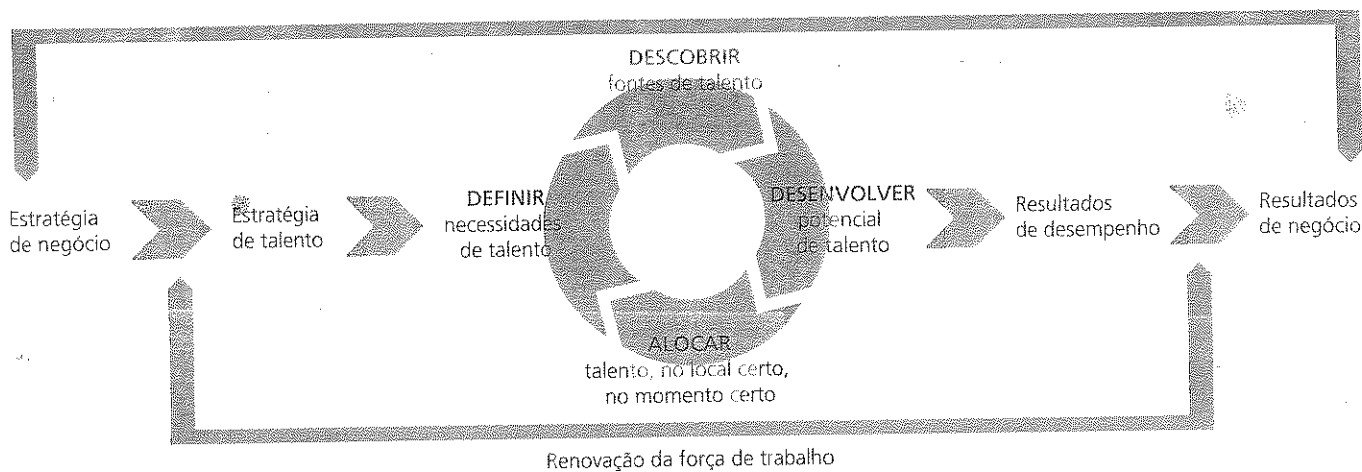 DESCOBRIR
fontes de talento
Estratégia
de negócio
Estratégia
de talento
DEFINIR
necessidades
de talento
DESENVOLVER
potencial
de talento
Resultados
de desempenho
Resultados
de negócio
ALOCAR
talento, no local certo,
no momento certo
Renovação da força de trabalho